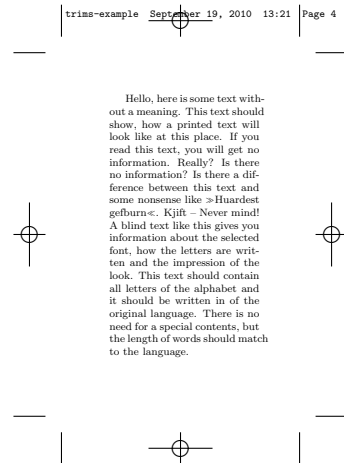 trims-example September 19, 2010 13:21 Page 4
Hello, here is some text with-
out a meaning. This text should
show, how a printed text will
look like at this place. If you
read this text, you will get no
information. Really? Is there
no information? Is there a dif-
ference between this text and
some nonsense like ≫Huardest
gefburn≪. Kjift – Never mind!
A blind text like this gives you
information about the selected
font, how the letters are writ-
ten and the impression of the
look. This text should contain
all letters of the alphabet and
it should be written in of the
original language. There is no
need for a special contents, but
the length of words should match
to the language.